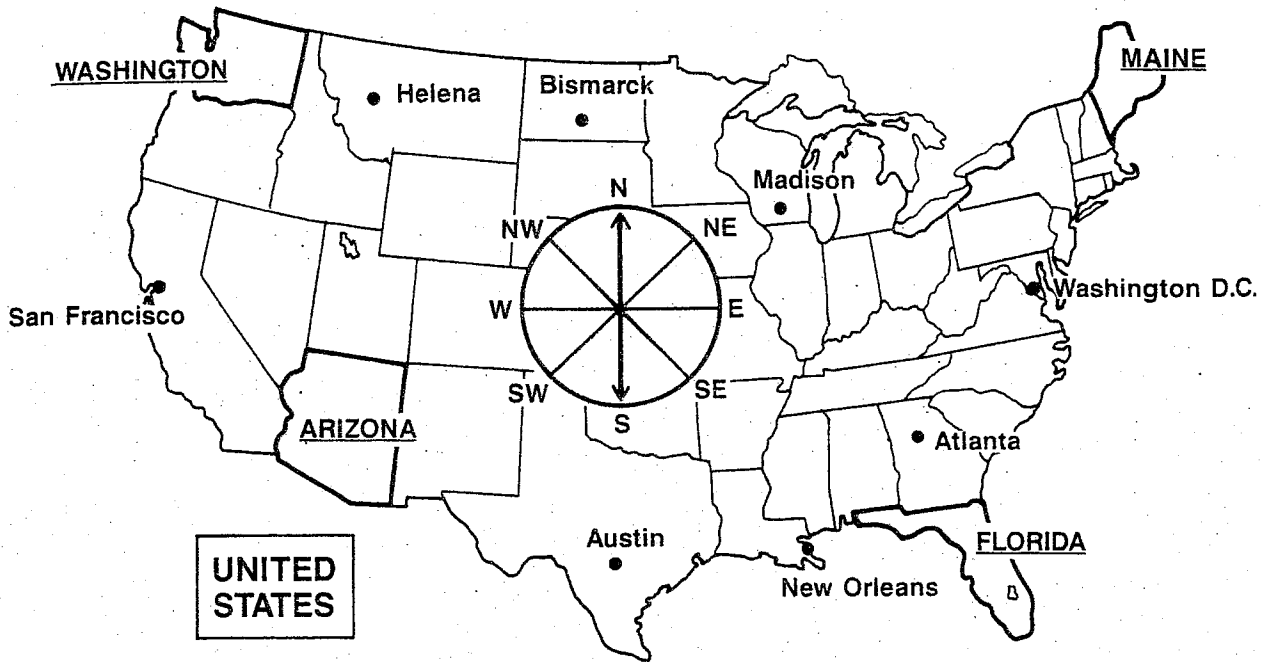 WASHINGTON
MAINE
Helena
Bismarck
Madison
N
NW
NE
W
E
SW
SE
S
San Francisco
Washington D.C.
ARIZONA
Atlanta
Austin
FLORIDA
New Orleans
UNITED
STATES